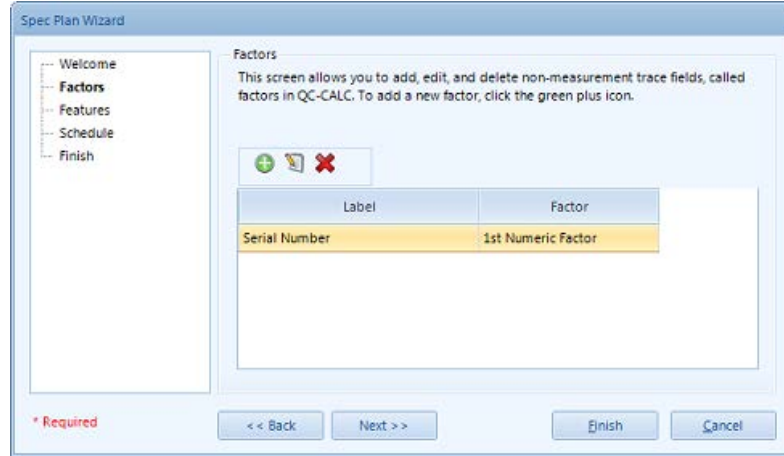 Spec Plan Wizard
Welcome
Factors
Features
Schedule
Finish
Factors
This screen allows you to add, edit, and delete non-measurement trace fields, called
factors in QC-CALC. To add a new factor, click the green plus icon.
Label Factor
Serial Number 1st Numeric Factor
* Required << Back Next >> Finish Cancel